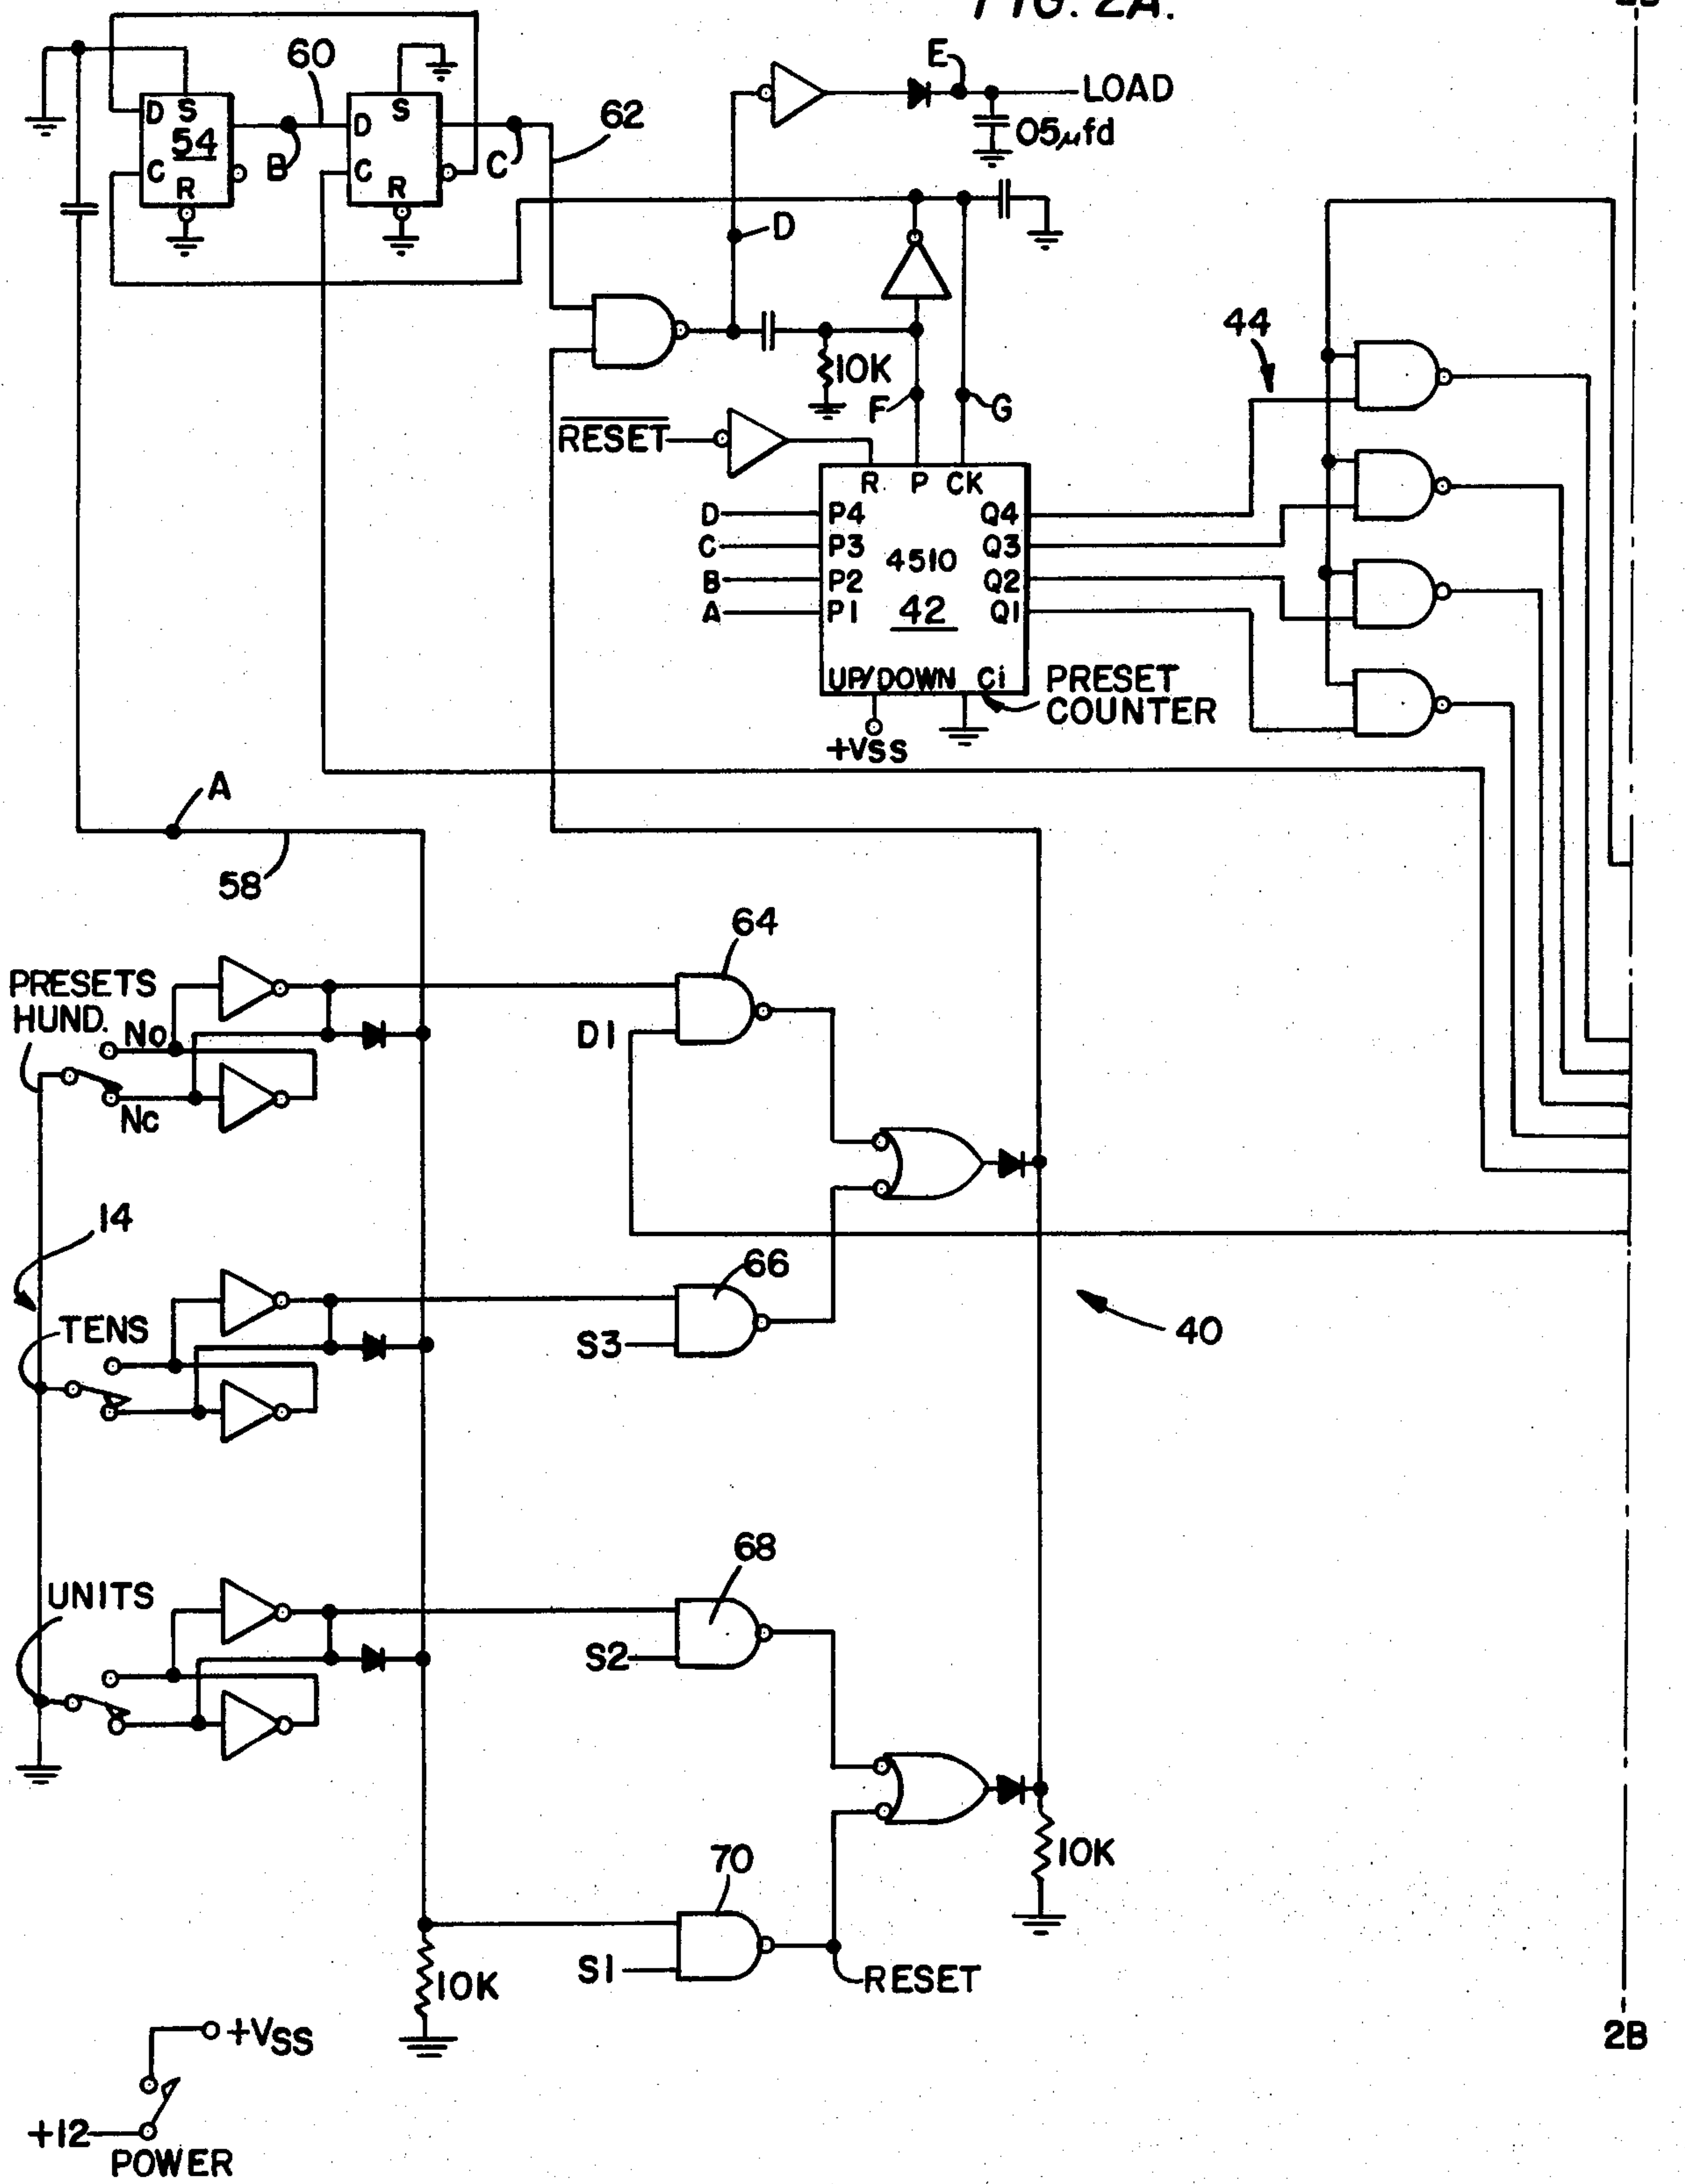 FIG. 2A.
60
E
LOAD
D
S
54
C
R
B
D
S
C
R
C
62
05µfd
D
10K
44
F
G
RESET
R P CK
D
P4
Q4
C
P3
4510
Q3
B
P2
Q2
A
P1
42
Q1
UP/DOWN Ci
PRESET
COUNTER
+VSS
A
58
64
PRESETS
HUND.
No
Nc
D1
14
66
TENS
S3
40
68
UNITS
S2
10K
70
S1
RESET
10K
+VSS
2B
+12
POWER